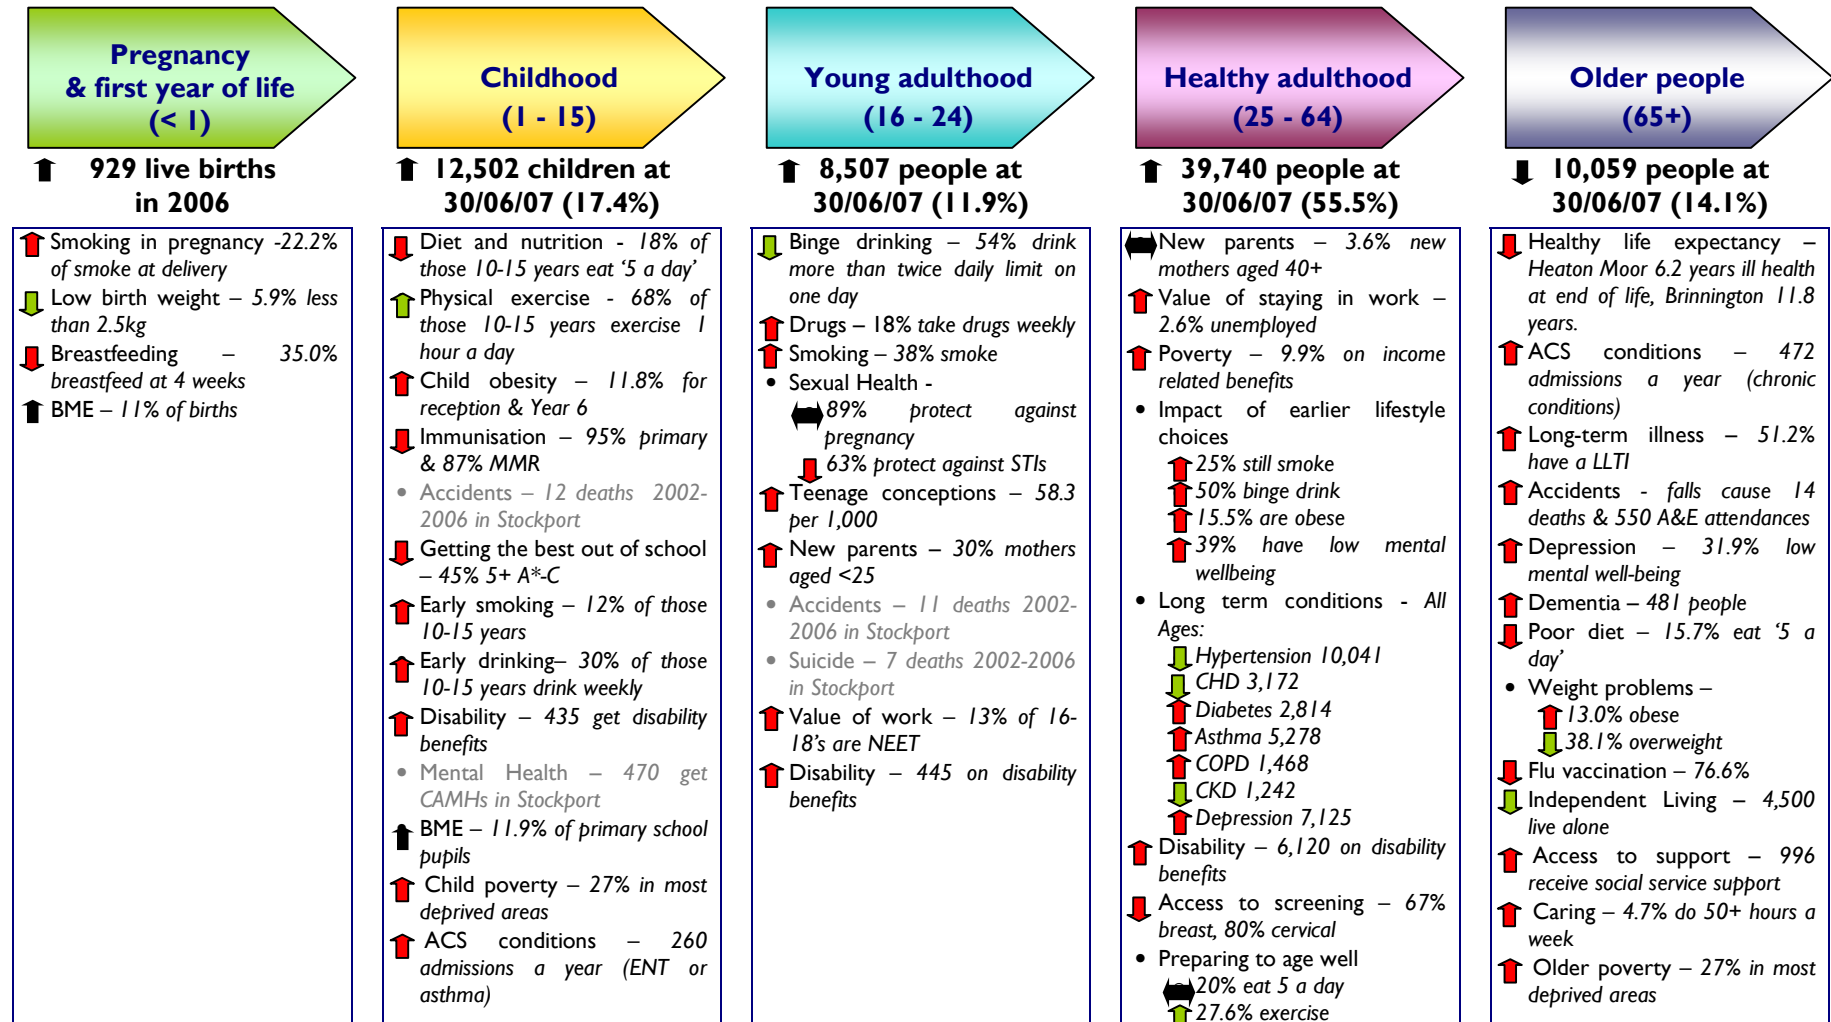 Pregnancy
& first year of life
(< 1)
929 live births
in 2006
Smoking in pregnancy -22.2%
of smoke at delivery
Low birth weight – 5.9% less
than 2.5kg
Breastfeeding – 35.0%
breastfeed at 4 weeks
BME – 11% of births
Childhood
(1 - 15)
12,502 children at
30/06/07 (17.4%)
Diet and nutrition - 18% of
those 10-15 years eat ‘5 a day’
Physical exercise - 68% of
those 10-15 years exercise 1
hour a day
Child obesity – 11.8% for
reception & Year 6
Immunisation – 95% primary
& 87% MMR
• Accidents – 12 deaths 2002-
2006 in Stockport
Getting the best out of school
– 45% 5+ A*-C
Early smoking – 12% of those
10-15 years
Early drinking– 30% of those
10-15 years drink weekly
Disability – 435 get disability
benefits
• Mental Health – 470 get
CAMHs in Stockport
BME – 11.9% of primary school
pupils
Child poverty – 27% in most
deprived areas
ACS conditions – 260
admissions a year (ENT or
asthma)
Young adulthood
(16 - 24)
8,507 people at
30/06/07 (11.9%)
Binge drinking – 54% drink
more than twice daily limit on
one day
Drugs – 18% take drugs weekly
Smoking – 38% smoke
• Sexual Health -
89% protect against
pregnancy
63% protect against STIs
Teenage conceptions – 58.3
per 1,000
New parents – 30% mothers
aged <25
• Accidents – 11 deaths 2002-
2006 in Stockport
• Suicide – 7 deaths 2002-2006
in Stockport
Value of work – 13% of 16-
18’s are NEET
Disability – 445 on disability
benefits
Healthy adulthood
(25 - 64)
39,740 people at
30/06/07 (55.5%)
New parents – 3.6% new
mothers aged 40+
Value of staying in work –
2.6% unemployed
Poverty – 9.9% on income
related benefits
• Impact of earlier lifestyle
choices
25% still smoke
50% binge drink
15.5% are obese
39% have low mental
wellbeing
• Long term conditions - All
Ages:
Hypertension 10,041
CHD 3,172
Diabetes 2,814
Asthma 5,278
COPD 1,468
CKD 1,242
Depression 7,125
Disability – 6,120 on disability
benefits
Access to screening – 67%
breast, 80% cervical
• Preparing to age well
20% eat 5 a day
27.6% exercise
Older people
(65+)
10,059 people at
30/06/07 (14.1%)
Healthy life expectancy –
Heaton Moor 6.2 years ill health
at end of life, Brinnington 11.8
years.
ACS conditions – 472
admissions a year (chronic
conditions)
Long-term illness – 51.2%
have a LLTI
Accidents - falls cause 14
deaths & 550 A&E attendances
Depression – 31.9% low
mental well-being
Dementia – 481 people
Poor diet – 15.7% eat ‘5 a
day’
• Weight problems –
13.0% obese
38.1% overweight
Flu vaccination – 76.6%
Independent Living – 4,500
live alone
Access to support – 996
receive social service support
Caring – 4.7% do 50+ hours a
week
Older poverty – 27% in most
deprived areas